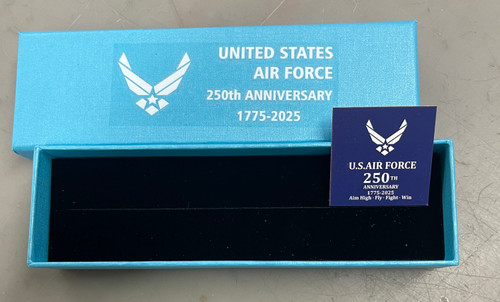 UNITED STATES
AIR FORCE
250th ANNIVERSARY
1775-2025
U.S.AIR FORCE
250TH
ANNIVERSARY
1775-2025
Aim High · Fly · Fight · Win